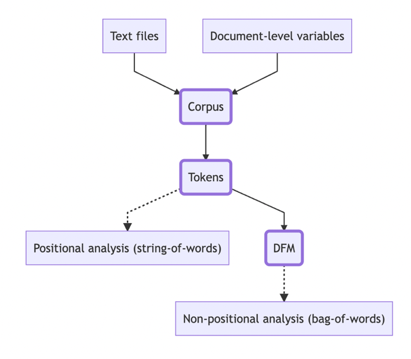 Text files
Document-level variables
Corpus
Tokens
Positional analysis (string-of-words)
DFM
Non-positional analysis (bag-of-words)